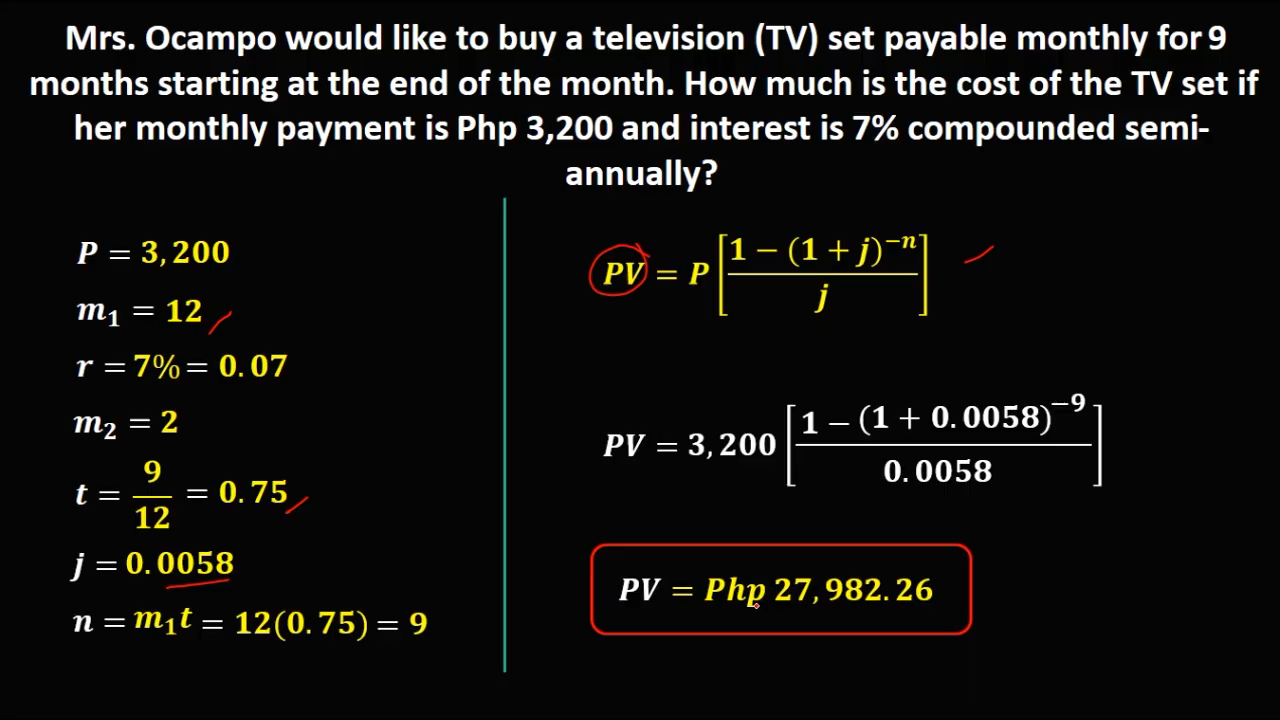 Mrs. Ocampo would like to buy a television (TV) set payable monthly for 9
months starting at the end of the month. How much is the cost of the TV set if
her monthly payment is Php 3,200 and interest is 7% compounded semi-
annually?
P = 3,200
m₁ = 12
r = 7% = 0.07
m₂ = 2
t = 9/12 = 0.75
j = 0.0058
n = m₁t = 12(0.75) = 9
PV = P[(1 − (1 + j)⁻ⁿ)/j]
PV = 3,200[(1 − (1 + 0.0058)⁻⁹)/0.0058]
PV = Php 27,982.26